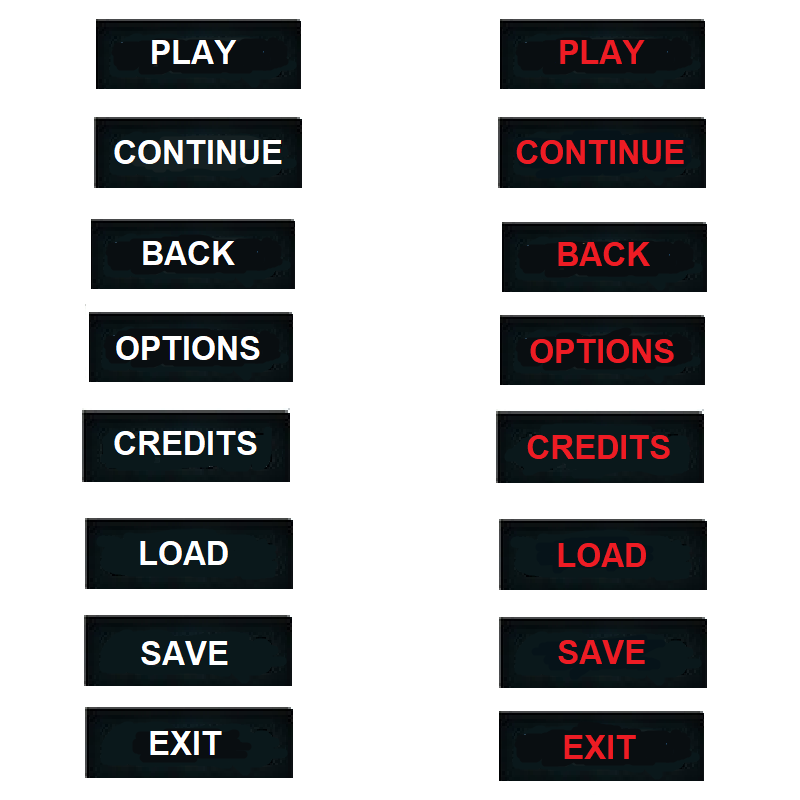 PLAY PLAY
CONTINUE CONTINUE
BACK BACK
OPTIONS OPTIONS
CREDITS CREDITS
LOAD LOAD
SAVE SAVE
EXIT EXIT